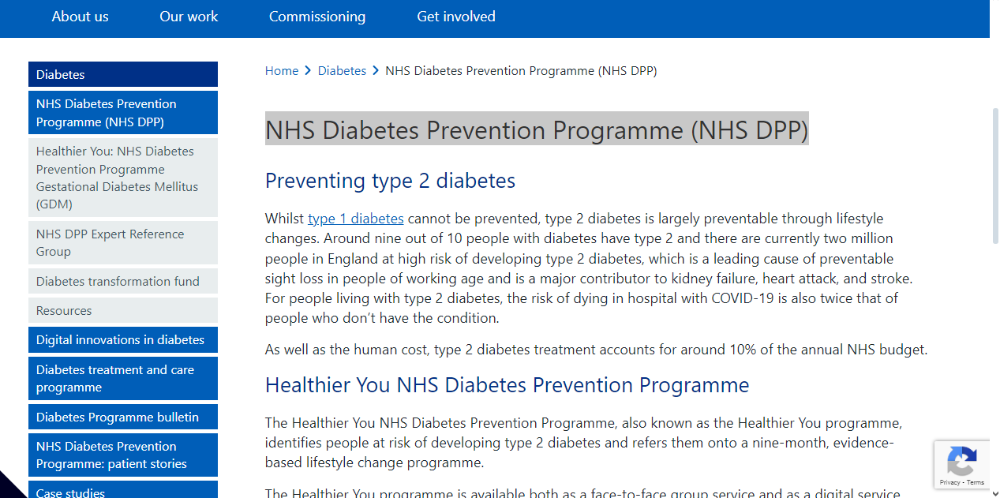 About us
Our work
Commissioning
Get involved
Diabetes
NHS Diabetes Prevention
Programme (NHS DPP)
Healthier You: NHS Diabetes
Prevention Programme
Gestational Diabetes Mellitus
(GDM)
NHS DPP Expert Reference
Group
Diabetes transformation fund
Resources
Digital innovations in diabetes
Diabetes treatment and care
programme
Diabetes Programme bulletin
NHS Diabetes Prevention
Programme: patient stories
Case studies
Home > Diabetes > NHS Diabetes Prevention Programme (NHS DPP)
NHS Diabetes Prevention Programme (NHS DPP)
Preventing type 2 diabetes
Whilst type 1 diabetes cannot be prevented, type 2 diabetes is largely preventable through lifestyle
changes. Around nine out of 10 people with diabetes have type 2 and there are currently two million
people in England at high risk of developing type 2 diabetes, which is a leading cause of preventable
sight loss in people of working age and is a major contributor to kidney failure, heart attack, and stroke.
For people living with type 2 diabetes, the risk of dying in hospital with COVID-19 is also twice that of
people who don’t have the condition.
As well as the human cost, type 2 diabetes treatment accounts for around 10% of the annual NHS budget.
Healthier You NHS Diabetes Prevention Programme
The Healthier You NHS Diabetes Prevention Programme, also known as the Healthier You programme,
identifies people at risk of developing type 2 diabetes and refers them onto a nine-month, evidence-
based lifestyle change programme.
The Healthier You programme is available both as a face-to-face group service and as a digital service
Privacy - Terms